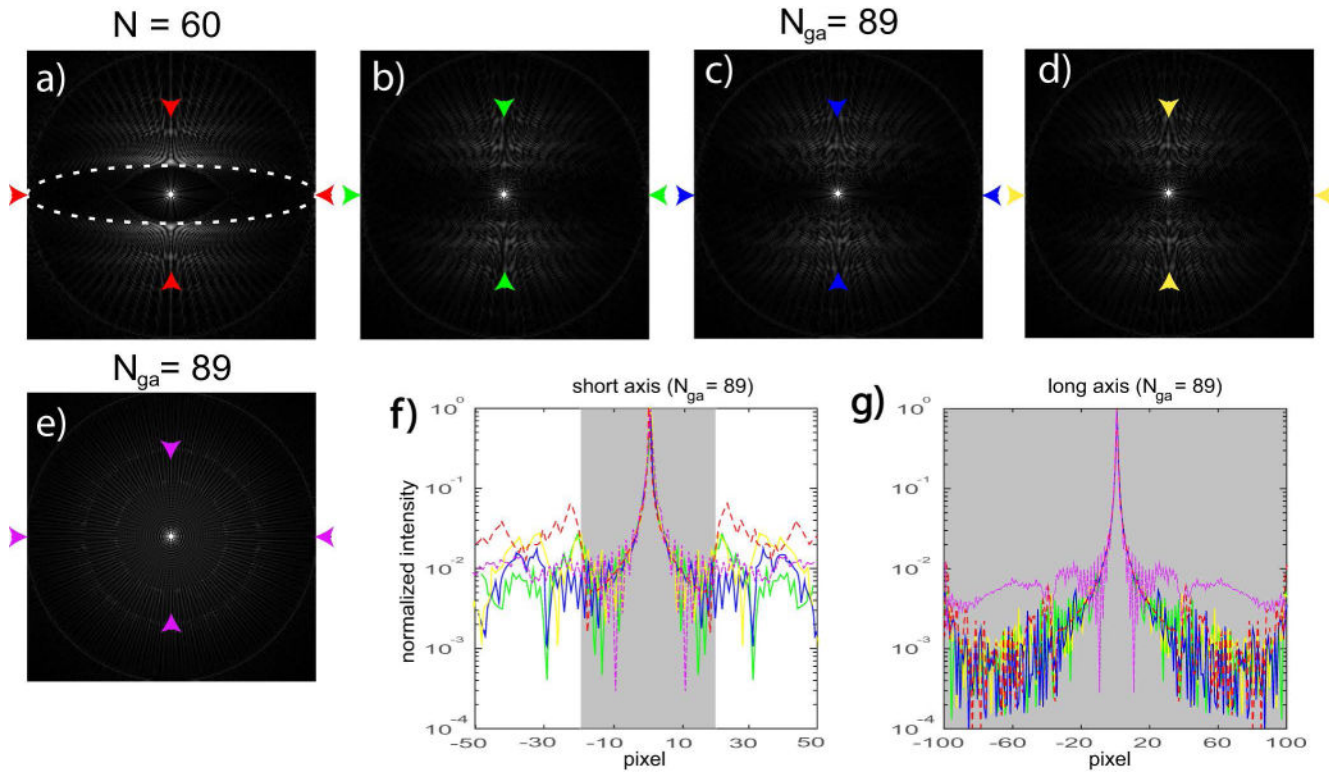 N = 60
N_ga = 89
a)
b)
c)
d)
N_ga = 89
e)
f)
short axis (N_ga = 89)
normalized intensity
10^0
10^-1
10^-2
10^-3
10^-4
-50 -30 -10 10 30 50
pixel
g)
long axis (N_ga = 89)
10^0
10^-1
10^-2
10^-3
10^-4
-100 -60 -20 20 60 100
pixel